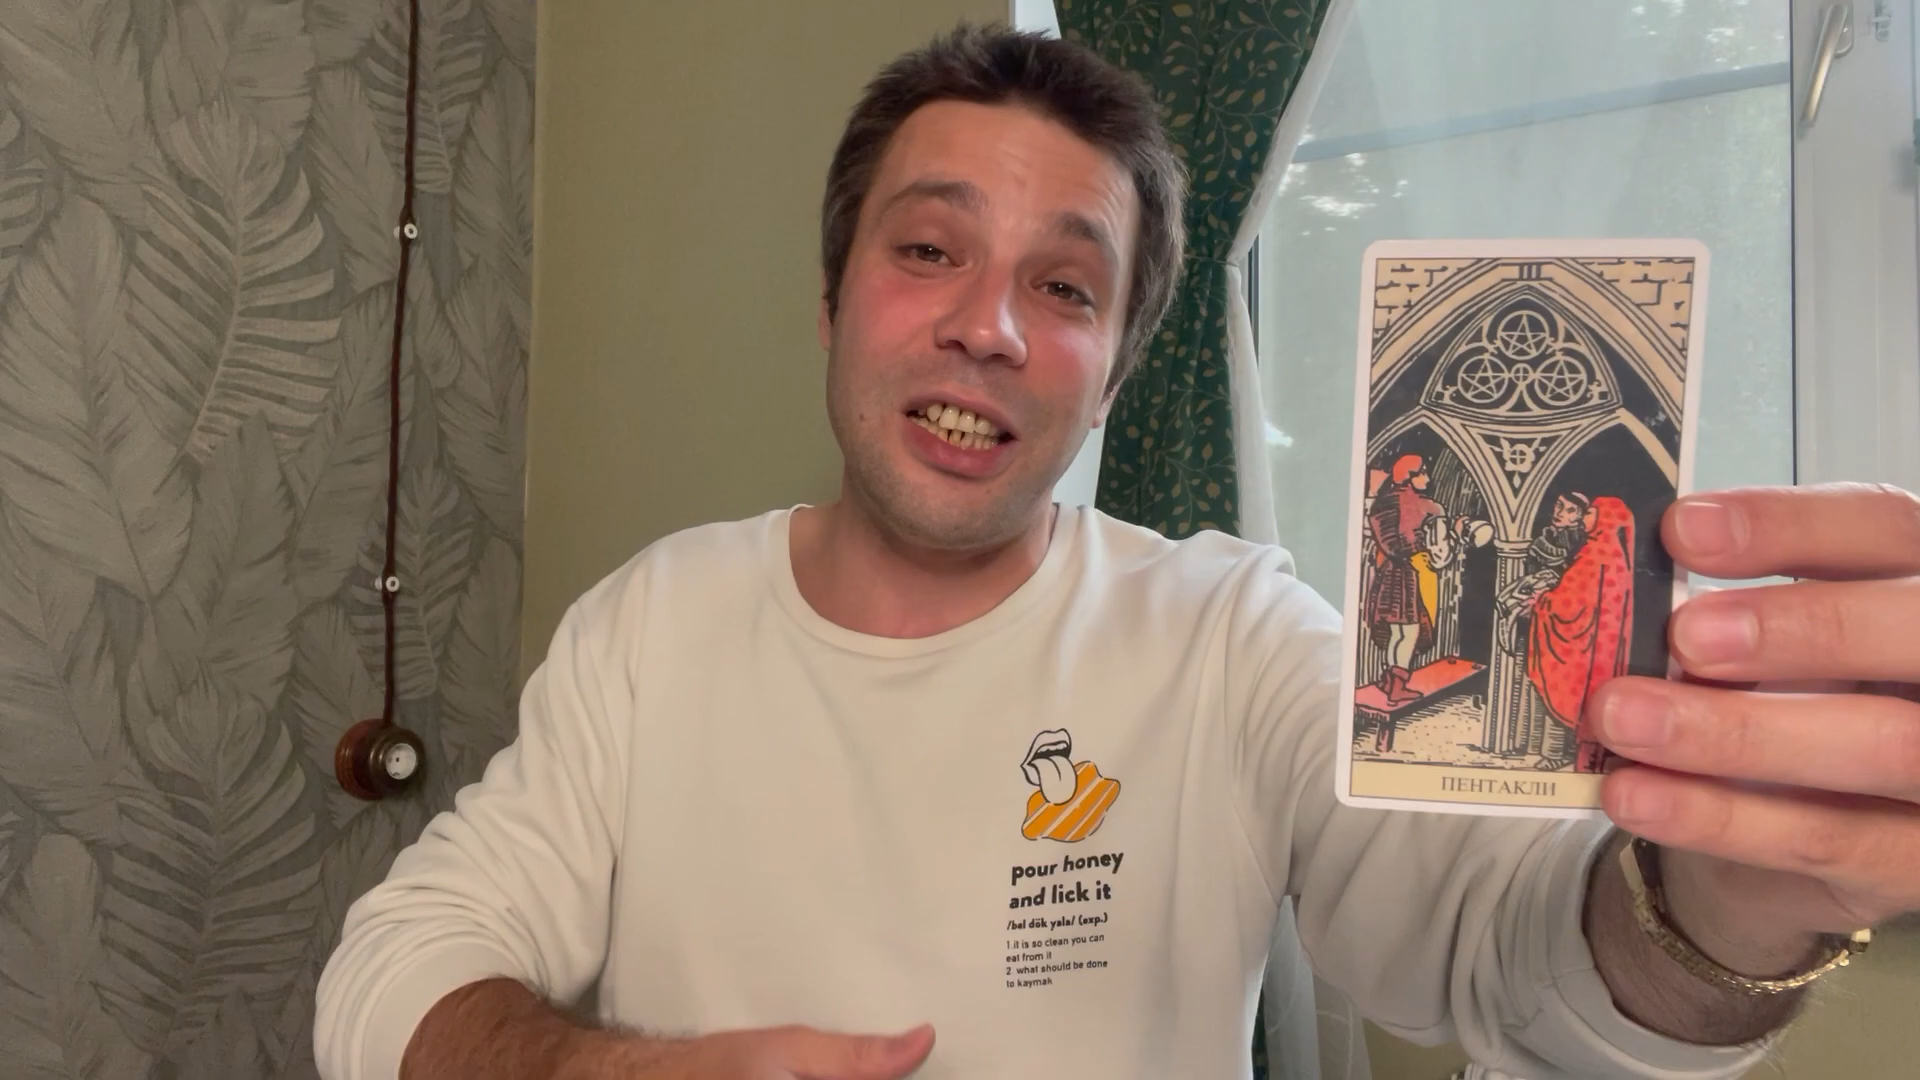 ПЕНТАКЛИ
pour honey
and lick it
/bal dök yala/ (exp.)
1.it is so clean you can
eat from it
2 what should be done
to kaymak